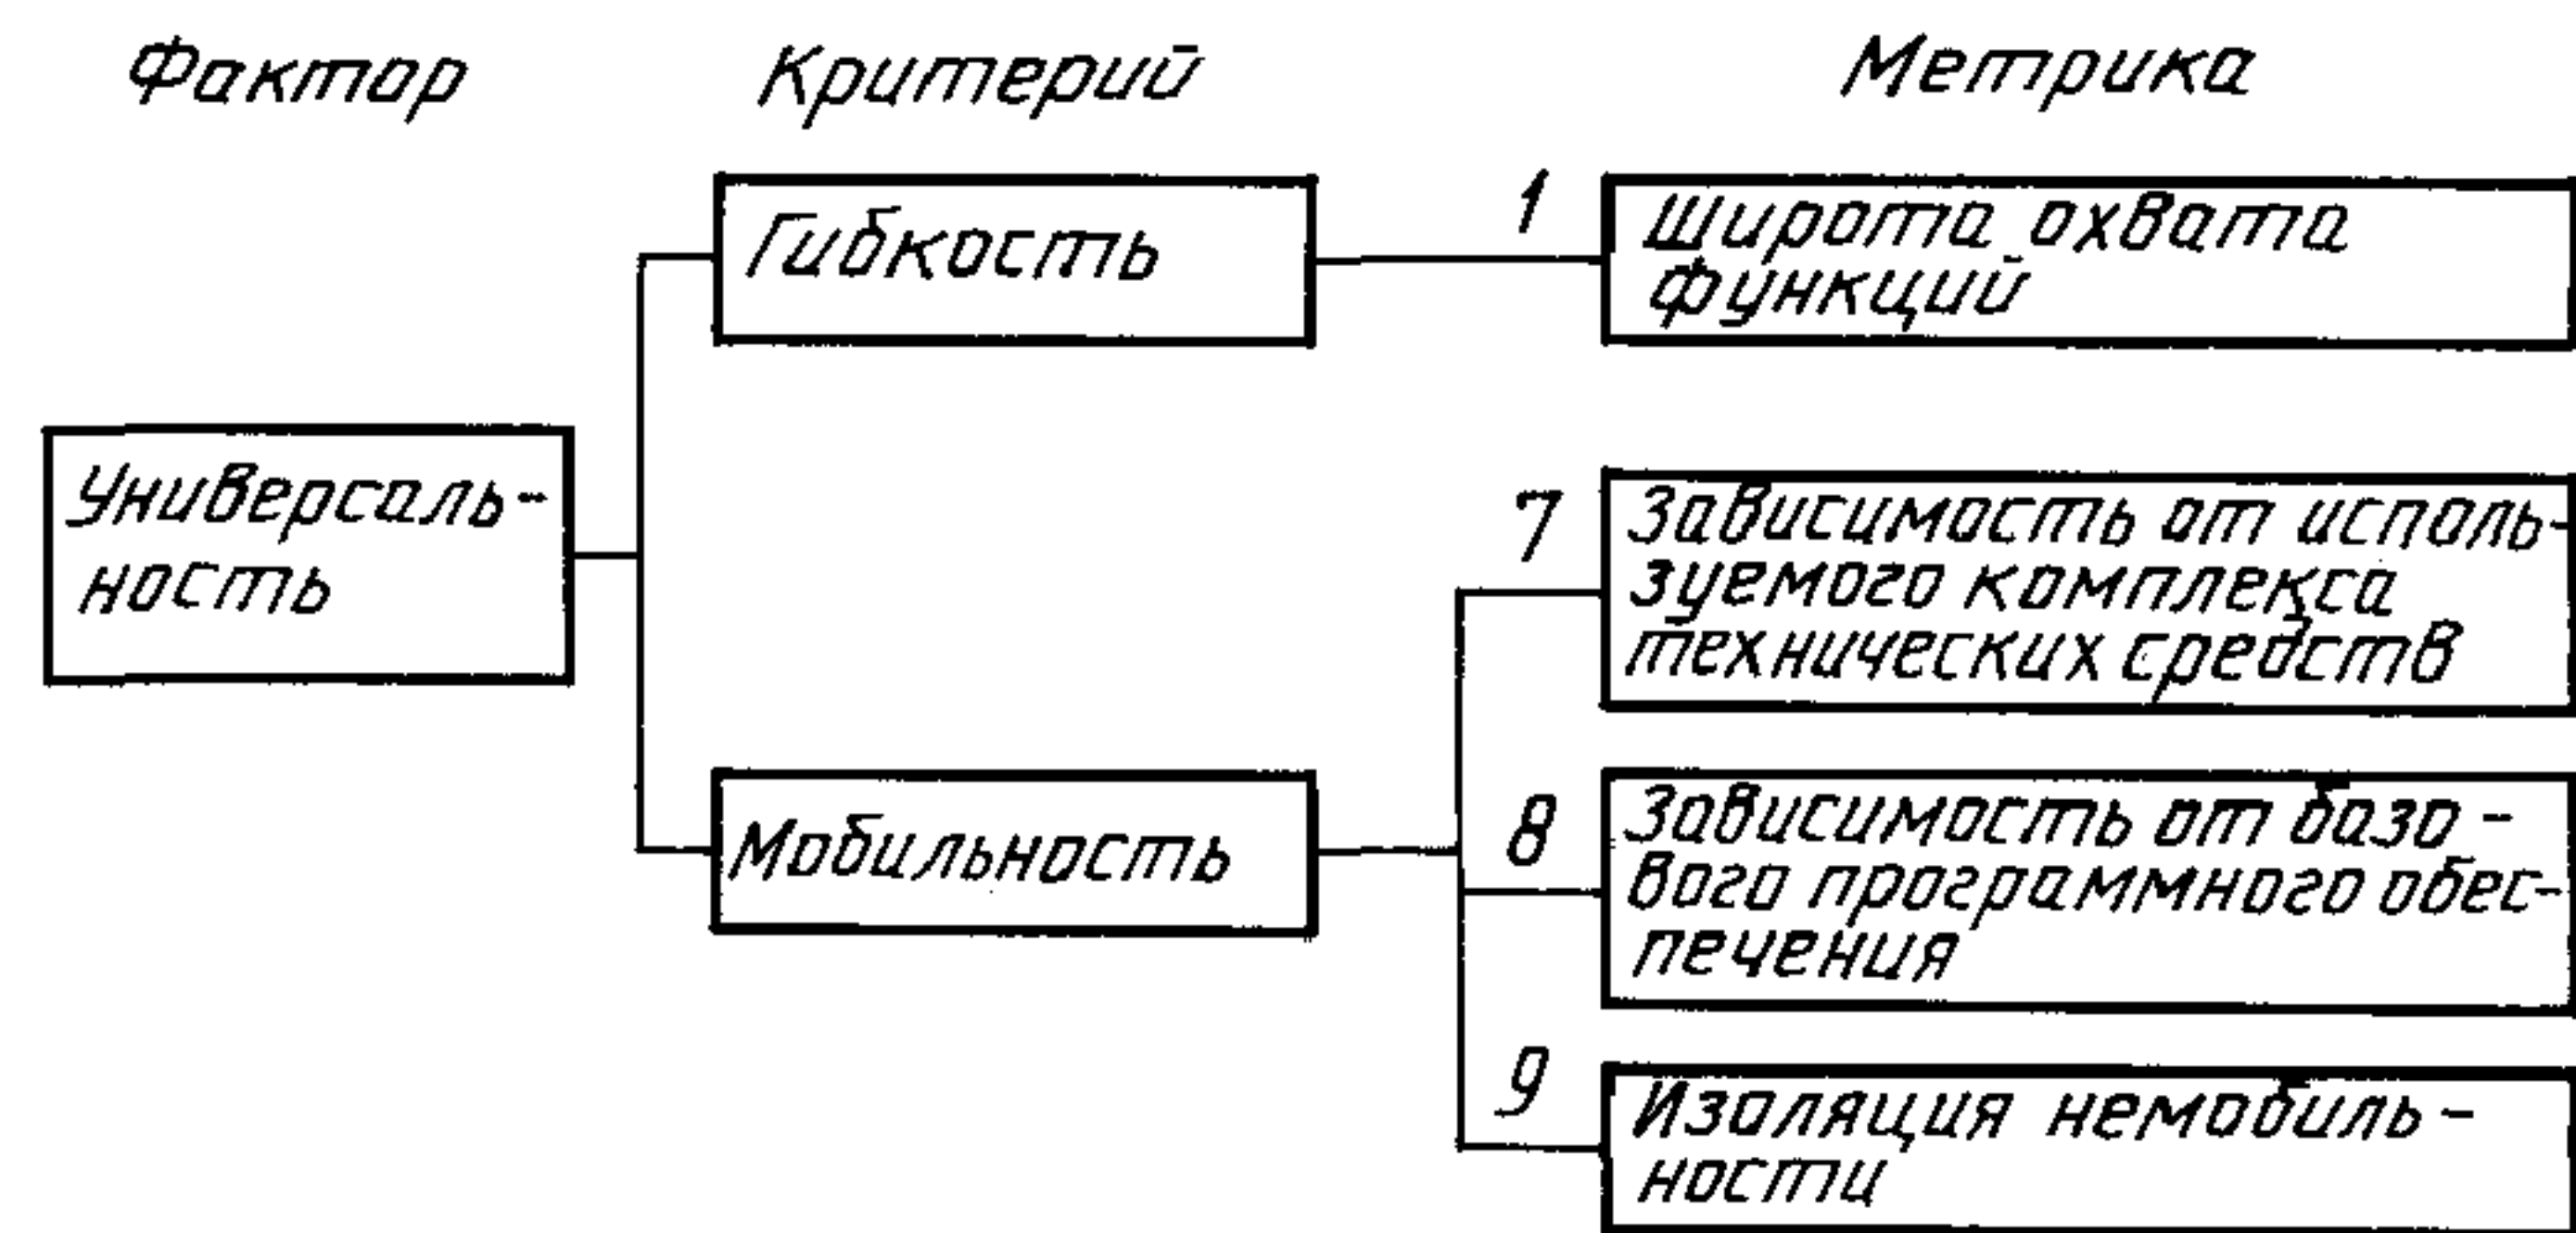 Фактор Критерий Метрика
Гибкость
1
Широта охвата
функций
Универсаль-
ность
7
Зависимость от исполь-
зуемого комплекса
технических средств
Мобильность
8
Зависимость от базо-
вого программного обес-
печения
9
Изоляция немобиль-
ности